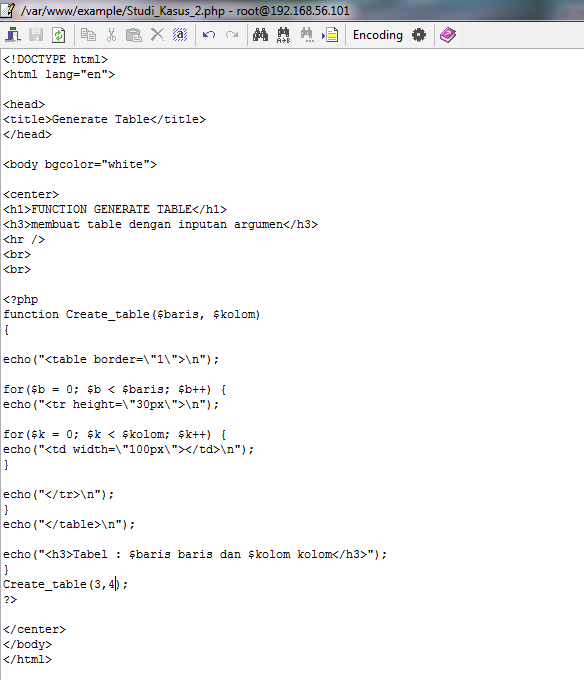 /var/www/example/Studi_Kasus_2.php - root@192.168.56.101
Encoding
<!DOCTYPE html>
<html lang="en">
<head>
<title>Generate Table</title>
</head>
<body bgcolor="white">
<center>
<h1>FUNCTION GENERATE TABLE</h1>
<h3>membuat table dengan inputan argumen</h3>
<hr />
<br>
<br>
<?php
function Create_table($baris, $kolom)
{
echo("<table border=\"1\">\n");
for($b = 0; $b < $baris; $b++) {
echo("<tr height=\"30px\">\n");
for($k = 0; $k < $kolom; $k++) {
echo("<td width=\"100px\"></td>\n");
}
echo("</tr>\n");
}
echo("</table>\n");
echo("<h3>Tabel : $baris baris dan $kolom kolom</h3>");
}
Create_table(3,4);
?>
</center>
</body>
</html>